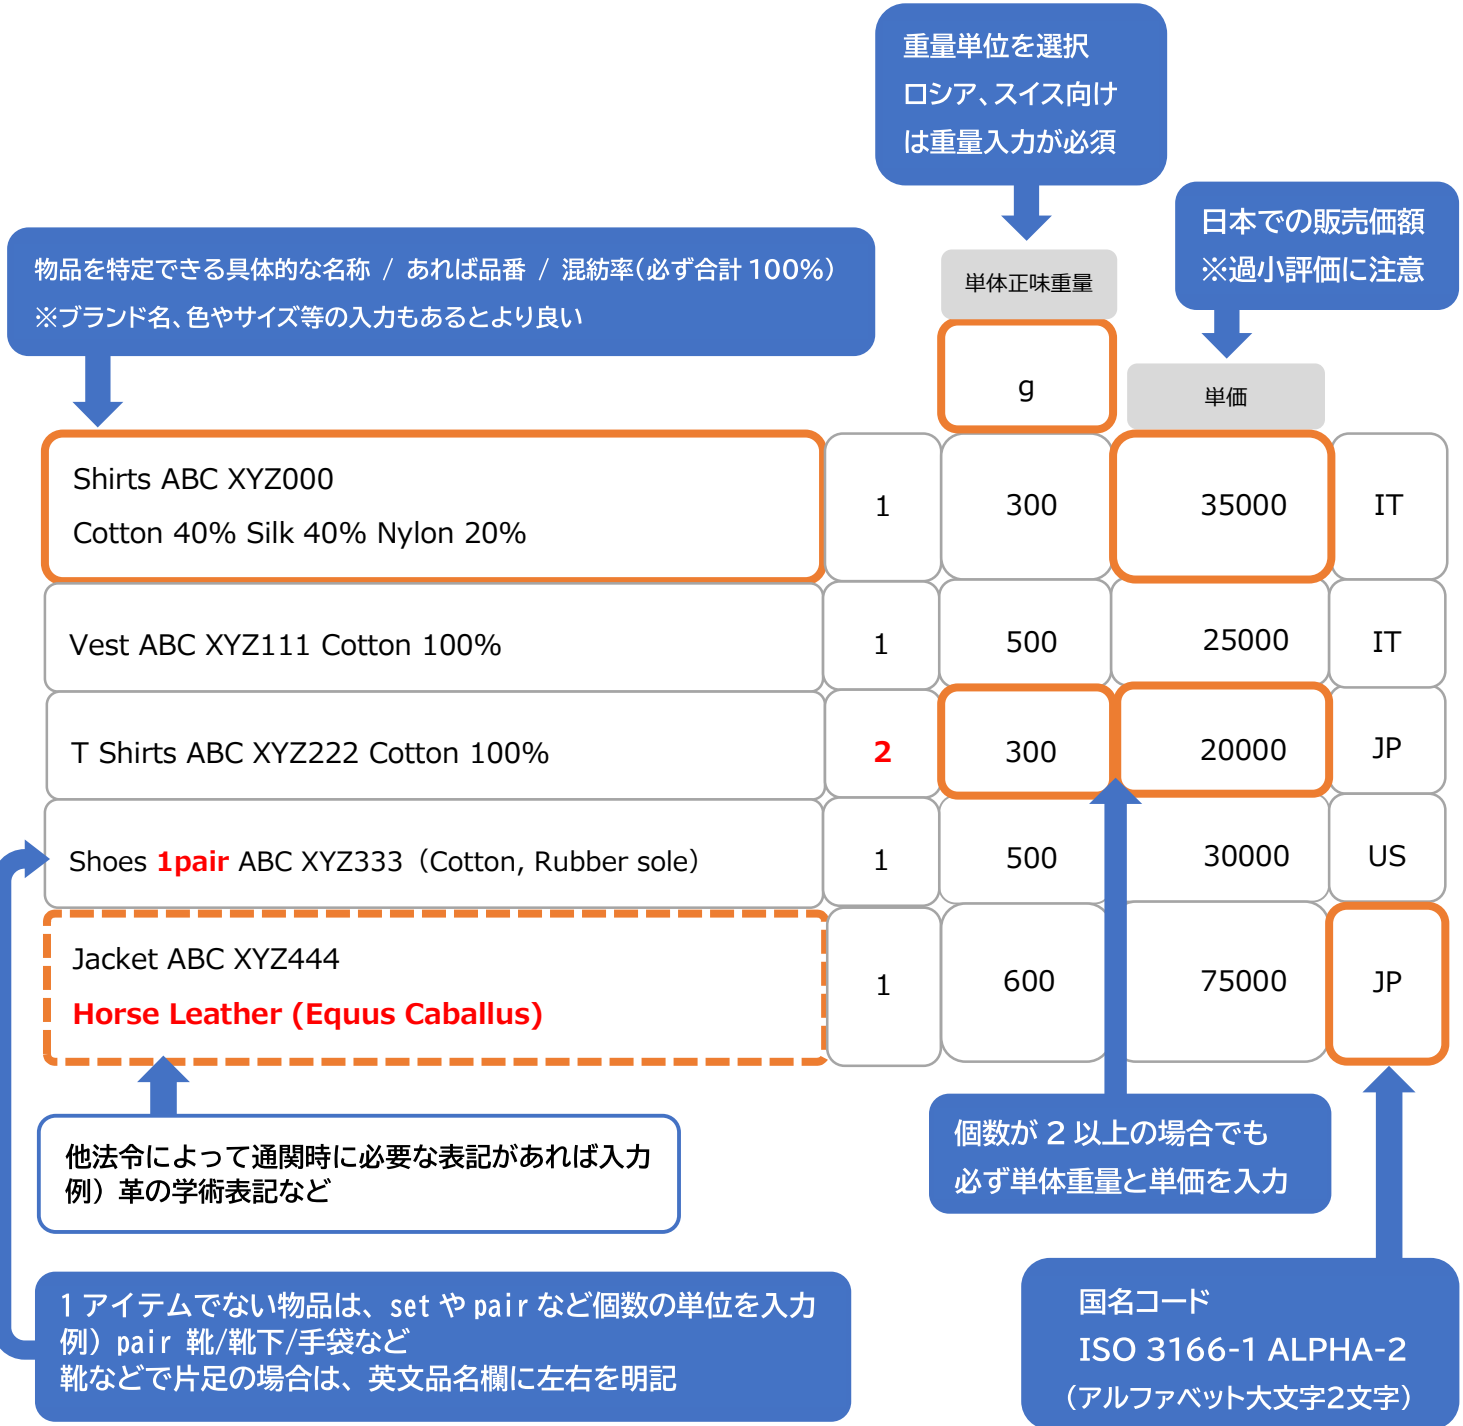 重量単位を選択
ロシア、スイス向け
は重量入力が必須
日本での販売価額
※過小評価に注意
物品を特定できる具体的な名称 / あれば品番 / 混紡率(必ず合計100%)
※ブランド名、色やサイズ等の入力もあるとより良い
単体正味重量
g
単価
Shirts ABC XYZ000
Cotton 40% Silk 40% Nylon 20%
1
300
35000
IT
Vest ABC XYZ111 Cotton 100%
1
500
25000
IT
T Shirts ABC XYZ222 Cotton 100%
2
300
20000
JP
Shoes 1pair ABC XYZ333（Cotton, Rubber sole）
1
500
30000
US
Jacket ABC XYZ444
Horse Leather (Equus Caballus)
1
600
75000
JP
他法令によって通関時に必要な表記があれば入力
例）革の学術表記など
個数が 2 以上の場合でも
必ず単体重量と単価を入力
1 アイテムでない物品は、set や pair など個数の単位を入力
例）pair 靴/靴下/手袋など
靴などで片足の場合は、英文品名欄に左右を明記
国名コード
ISO 3166-1 ALPHA-2
（アルファベット大文字2文字）